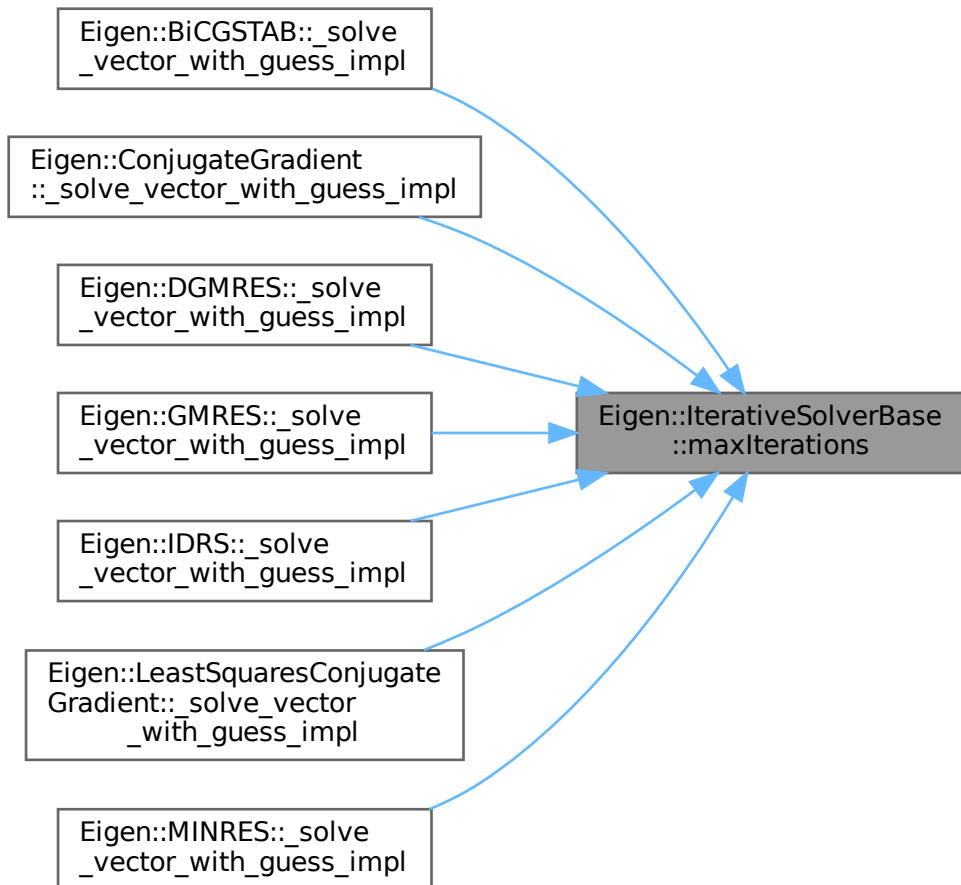 Eigen::BiCGSTAB::_solve
_vector_with_guess_impl
Eigen::ConjugateGradient
::_solve_vector_with_guess_impl
Eigen::DGMRES::_solve
_vector_with_guess_impl
Eigen::GMRES::_solve
_vector_with_guess_impl
Eigen::IDRS::_solve
_vector_with_guess_impl
Eigen::LeastSquaresConjugate
Gradient::_solve_vector
_with_guess_impl
Eigen::MINRES::_solve
_vector_with_guess_impl
Eigen::IterativeSolverBase
::maxIterations